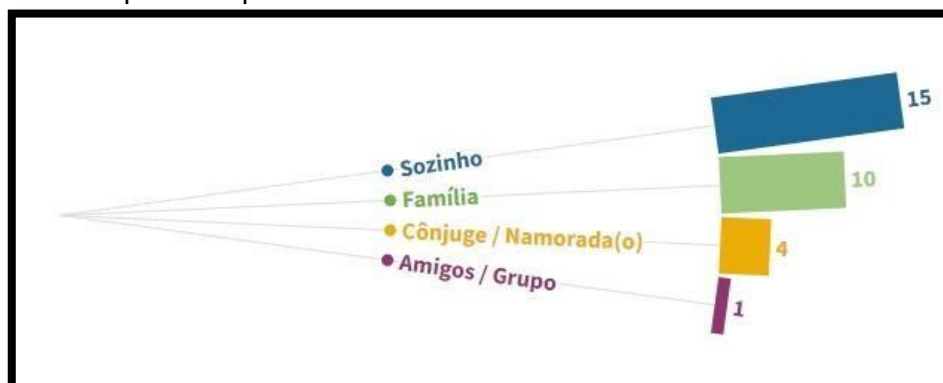 Sozinho
15
Família
10
Cônjuge / Namorada(o)
4
Amigos / Grupo
1